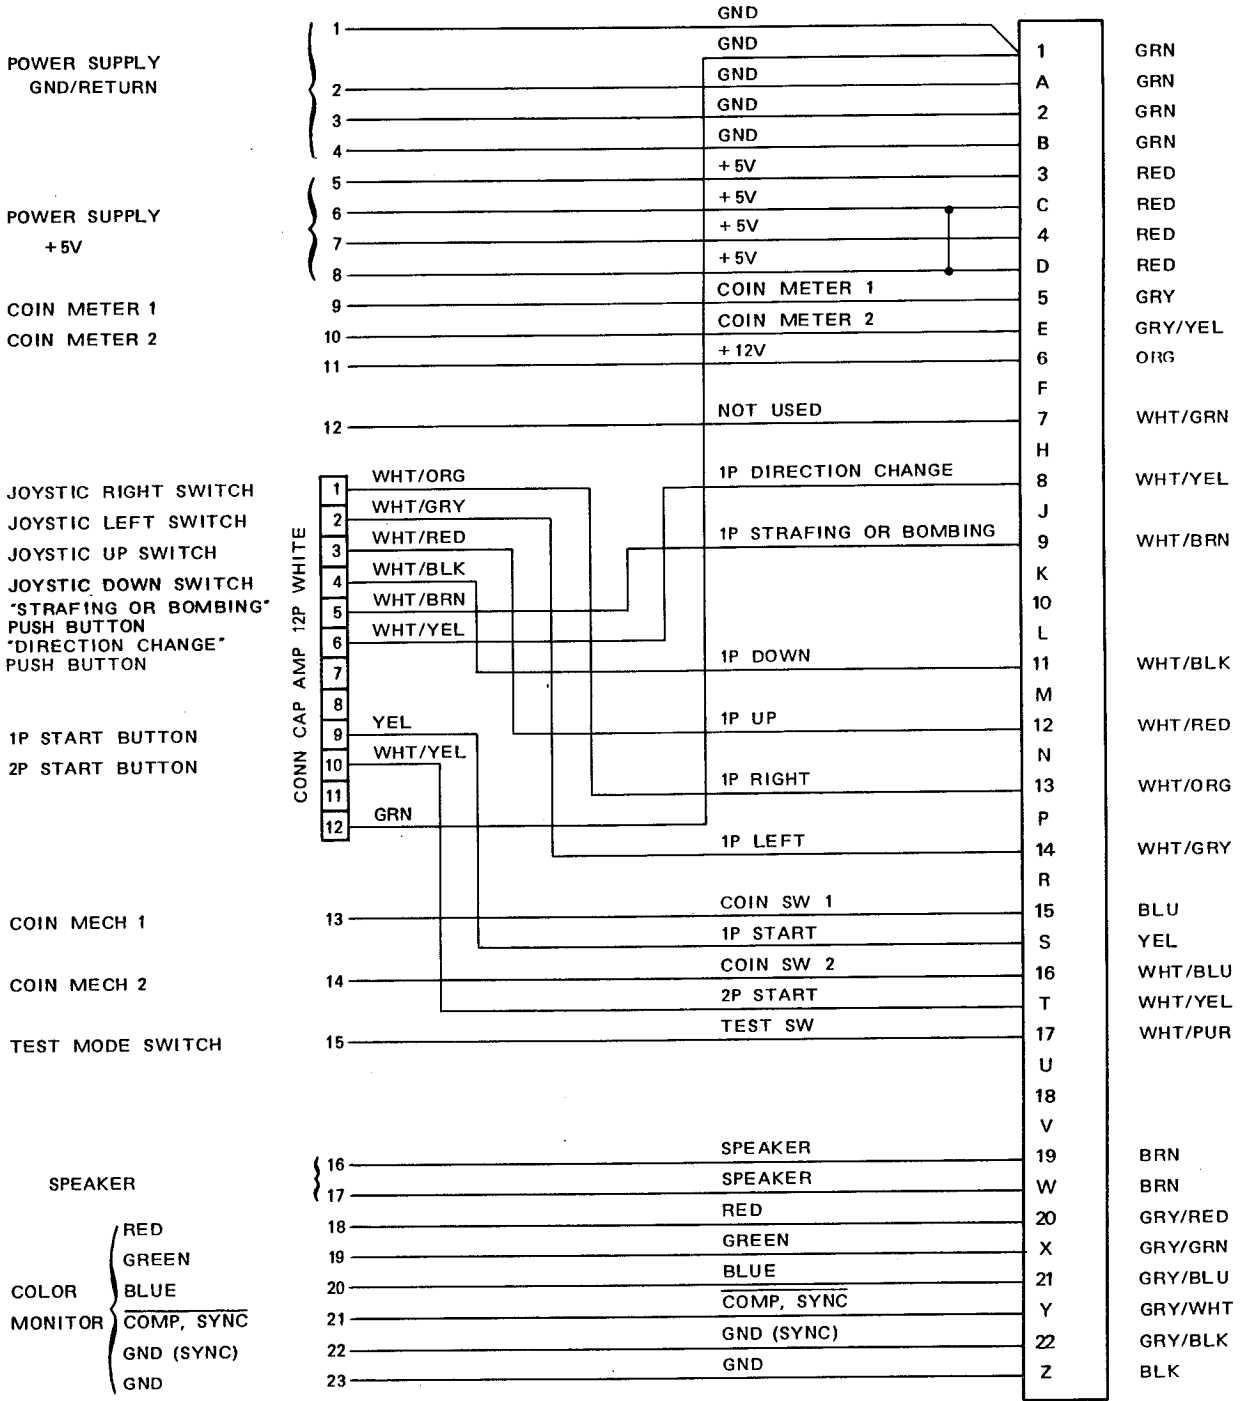 GND
1
GND
1 GRN
POWER SUPPLY
GND/RETURN
2 GND A GRN
3 GND 2 GRN
4 GND B GRN
5 +5V 3 RED
6 +5V C RED
POWER SUPPLY
+5V
7 +5V 4 RED
8 +5V D RED
COIN METER 1 9 COIN METER 1 5 GRY
COIN METER 2 10 COIN METER 2 E GRY/YEL
11 +12V 6 ORG
F
12 NOT USED 7 WHT/GRN
H
1P DIRECTION CHANGE 8 WHT/YEL
J
1P STRAFING OR BOMBING 9 WHT/BRN
K
10
L
1P DOWN 11 WHT/BLK
M
1P UP 12 WHT/RED
N
1P RIGHT 13 WHT/ORG
P
1P LEFT 14 WHT/GRY
R
CONN CAP AMP 12P WHITE
JOYSTIC RIGHT SWITCH 1 WHT/ORG
JOYSTIC LEFT SWITCH 2 WHT/GRY
JOYSTIC UP SWITCH 3 WHT/RED
JOYSTIC DOWN SWITCH 4 WHT/BLK
"STRAFING OR BOMBING" 5 WHT/BRN
PUSH BUTTON
"DIRECTION CHANGE" 6 WHT/YEL
PUSH BUTTON
7
8
1P START BUTTON 9 YEL
2P START BUTTON 10 WHT/YEL
11
12 GRN
COIN MECH 1 13 COIN SW 1 15 BLU
1P START S YEL
COIN MECH 2 14 COIN SW 2 16 WHT/BLU
2P START T WHT/YEL
TEST MODE SWITCH 15 TEST SW 17 WHT/PUR
U
18
V
16 SPEAKER 19 BRN
SPEAKER
17 SPEAKER W BRN
COLOR
MONITOR
RED 18 RED 20 GRY/RED
GREEN 19 GREEN X GRY/GRN
BLUE 20 BLUE 21 GRY/BLU
COMP, SYNC 21 COMP, SYNC Y GRY/WHT
GND (SYNC) 22 GND (SYNC) 22 GRY/BLK
GND 23 GND Z BLK